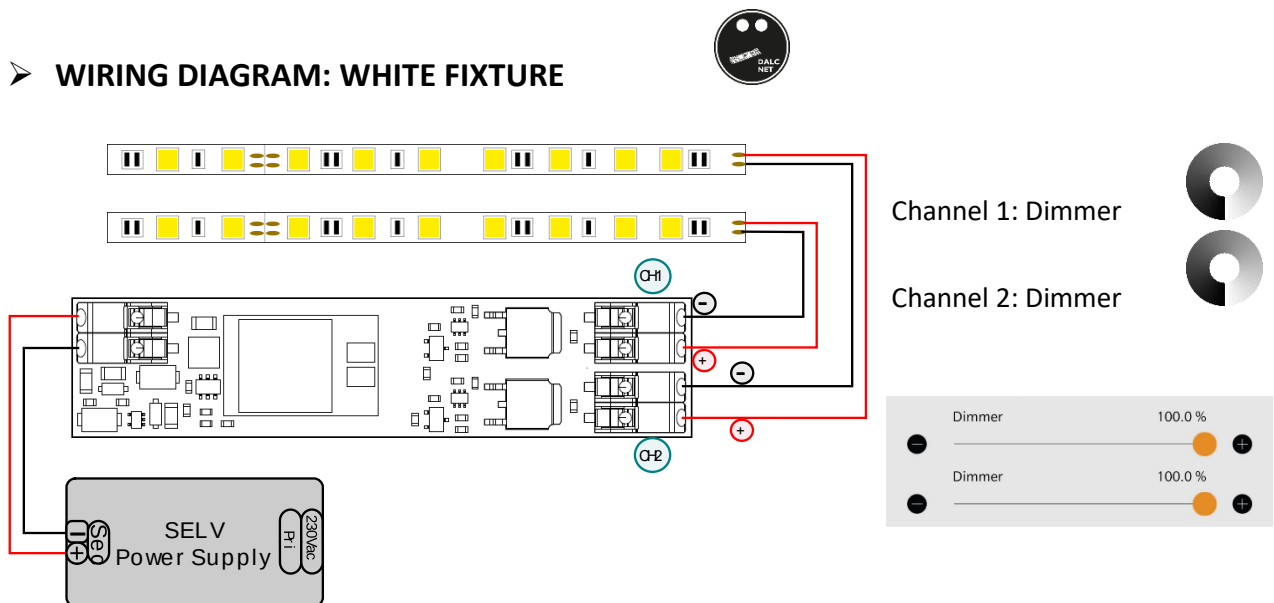 DALC
NET
➢ WIRING DIAGRAM: WHITE FIXTURE
Channel 1: Dimmer
Channel 2: Dimmer
CH1
−
+
−
+
CH2
Dimmer 100.0 %
− +
Dimmer 100.0 %
− +
− + Sec
SELV
Power Supply
Pri
230Vac